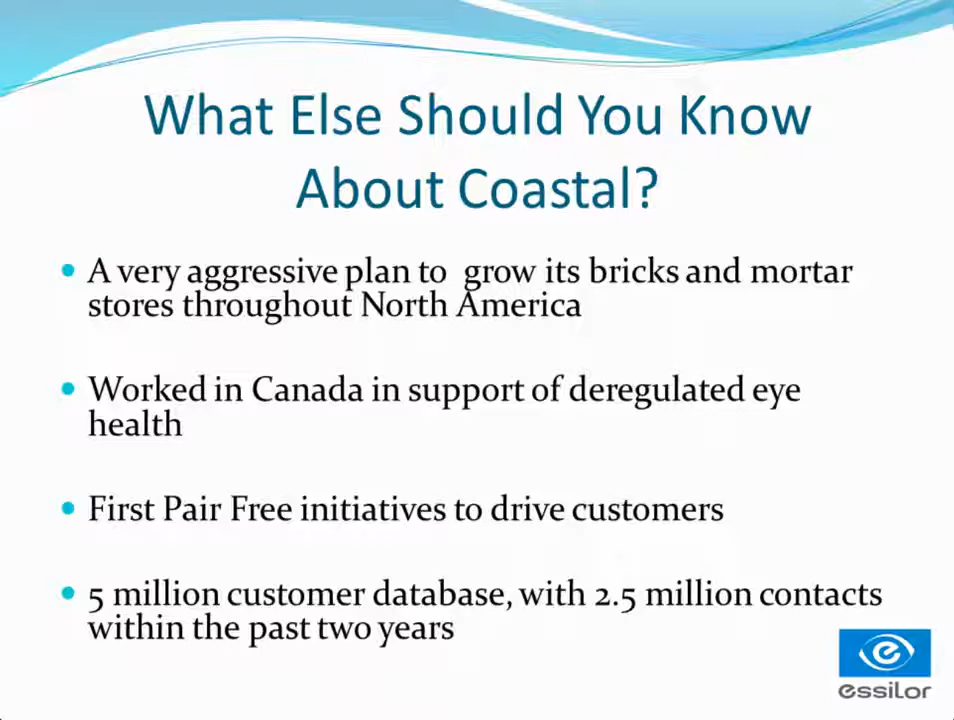 What Else Should You Know
About Coastal?
• A very aggressive plan to  grow its bricks and mortar
stores throughout North America
• Worked in Canada in support of deregulated eye
health
• First Pair Free initiatives to drive customers
• 5 million customer database, with 2.5 million contacts
within the past two years
essilor